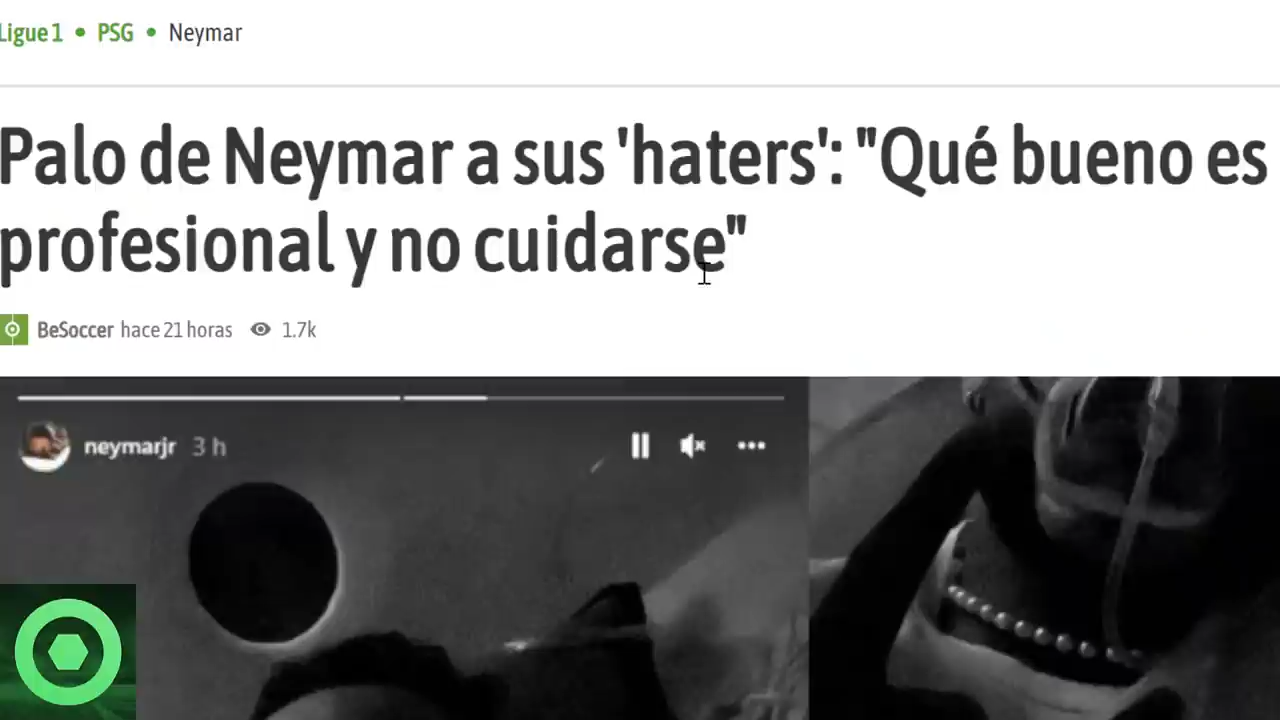 Ligue 1 • PSG • Neymar
Palo de Neymar a sus 'haters': "Qué bueno es
profesional y no cuidarse"
BeSoccer hace 21 horas 1.7k
neymarjr 3 h